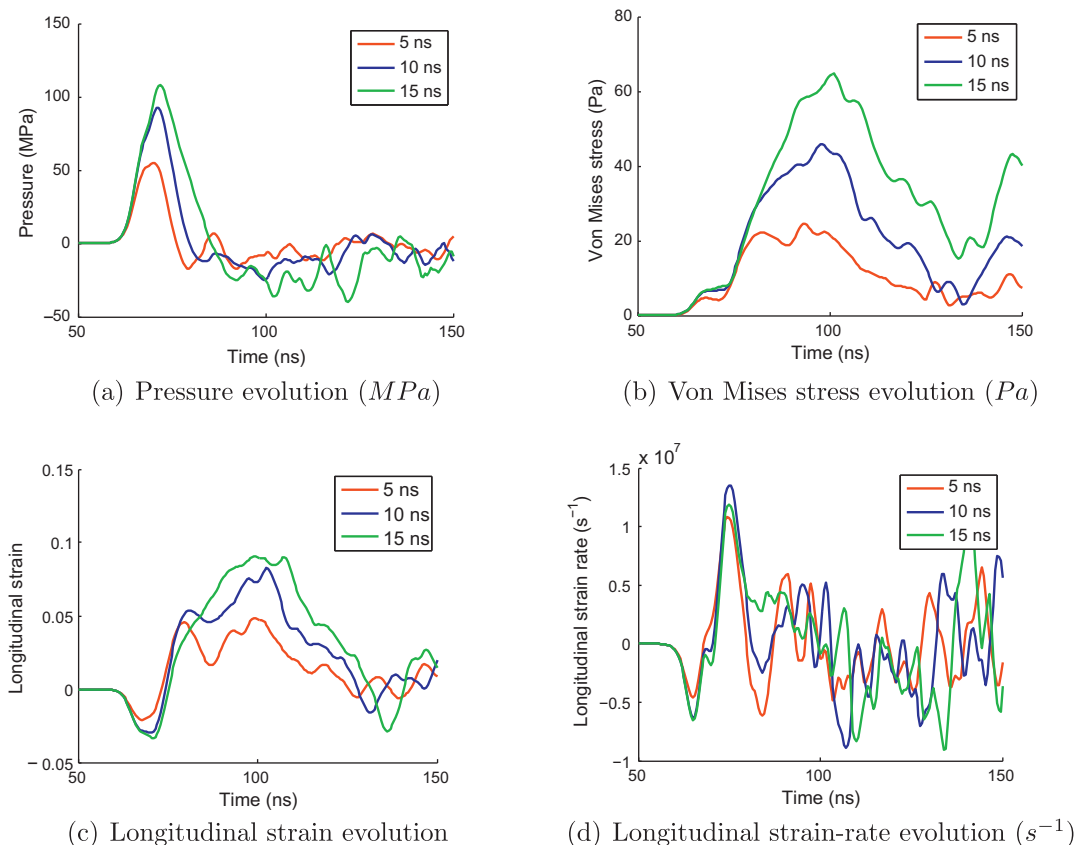 5 ns
10 ns
15 ns
150
100
50
0
–50
Pressure (MPa)
50
100
150
Time (ns)
(a) Pressure evolution (MPa)
5 ns
10 ns
15 ns
80
60
40
20
0
Von Mises stress (Pa)
50
100
150
Time (ns)
(b) Von Mises stress evolution (Pa)
5 ns
10 ns
15 ns
0.15
0.1
0.05
0
– 0.05
Longitudinal strain
50
100
150
Time (ns)
(c) Longitudinal strain evolution
x 10⁷
5 ns
10 ns
15 ns
1.5
1
0.5
0
–0.5
–1
Longitudinal strain rate (s⁻¹)
50
100
150
Time (ns)
(d) Longitudinal strain-rate evolution (s⁻¹)